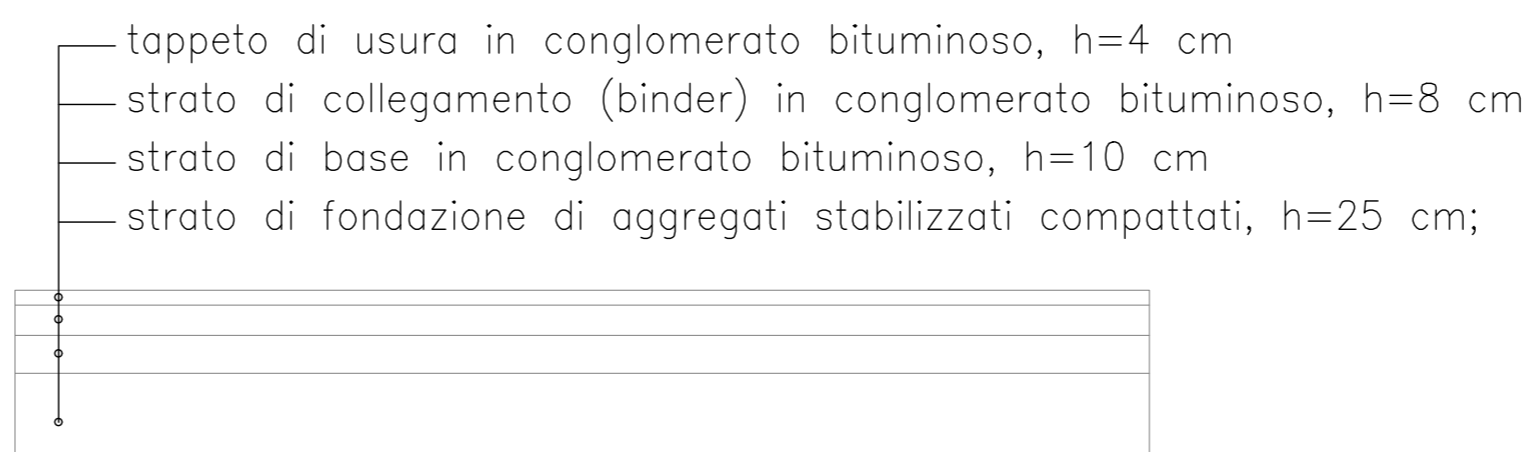 tappeto di usura in conglomerato bituminoso, h=4 cm
strato di collegamento (binder) in conglomerato bituminoso, h=8 cm
strato di base in conglomerato bituminoso, h=10 cm
strato di fondazione di aggregati stabilizzati compattati, h=25 cm;